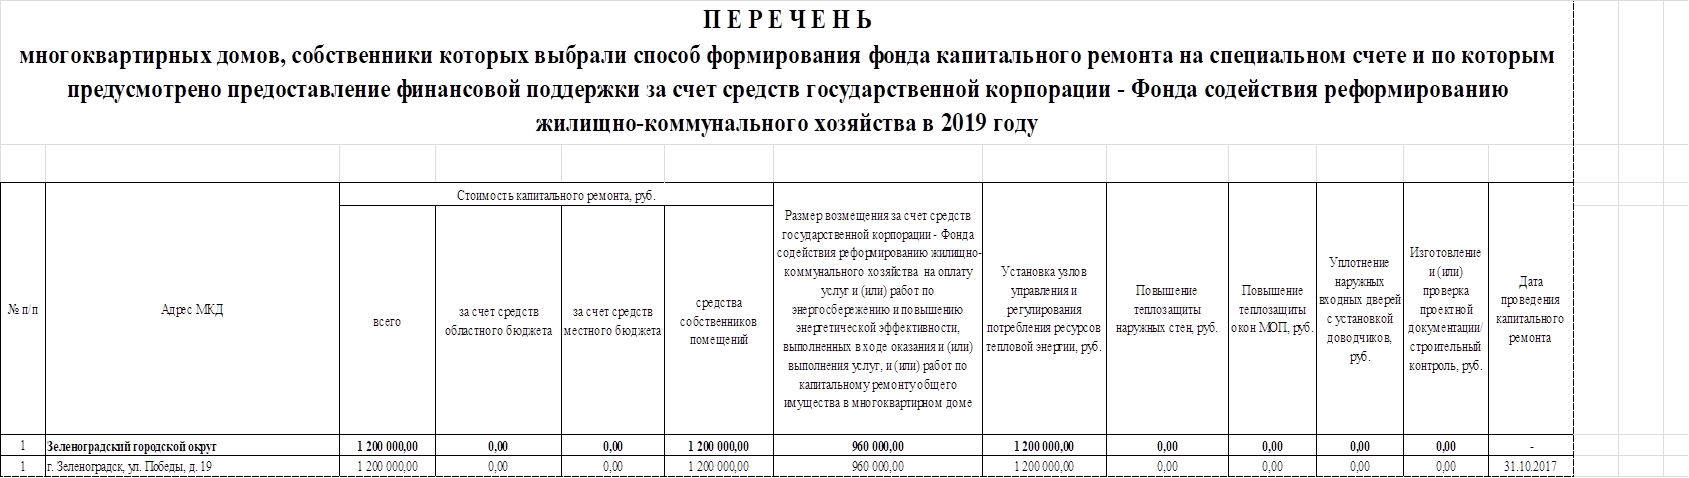 П Е Р Е Ч Е Н Ь
многоквартирных домов, собственники которых выбрали способ формирования фонда капитального ремонта на специальном счете и по которым
предусмотрено предоставление финансовой поддержки за счет средств государственной корпорации - Фонда содействия реформированию
жилищно-коммунального хозяйства в 2019 году
№ п/п
Адрес МКД
Стоимость капитального ремонта, руб.
всего
за счет средств
областного бюджета
за счет средств
местного бюджета
средства
собственников
помещений
Размер возмещения за счет средств
государственной корпорации - Фонда
содействия реформированию жилищно-
коммунального хозяйства на оплату
услуг и (или) работ по
энергосбережению и повышению
энергетической эффективности,
выполненных в ходе оказания и (или)
выполнения услуг, и (или) работ по
капитальному ремонту общего
имущества в многоквартирном доме
Установка узлов
управления и
регулирования
потребления ресурсов
тепловой энергии, руб.
Повышение
теплозащиты
наружных стен, руб.
Повышение
теплозащиты
окон МОП, руб.
Уплотнение
наружных
входных дверей
с установкой
доводчиков,
руб.
Изготовление
и (или)
проверка
проектной
документации/
строительный
контроль, руб.
Дата
проведения
капитального
ремонта
1 Зеленоградский городской округ 1 200 000,00 0,00 0,00 1 200 000,00 960 000,00 1 200 000,00 0,00 0,00 0,00 0,00 -
1 г. Зеленоградск, ул. Победы, д. 19 1 200 000,00 0,00 0,00 1 200 000,00 960 000,00 1 200 000,00 0,00 0,00 0,00 0,00 31.10.2017